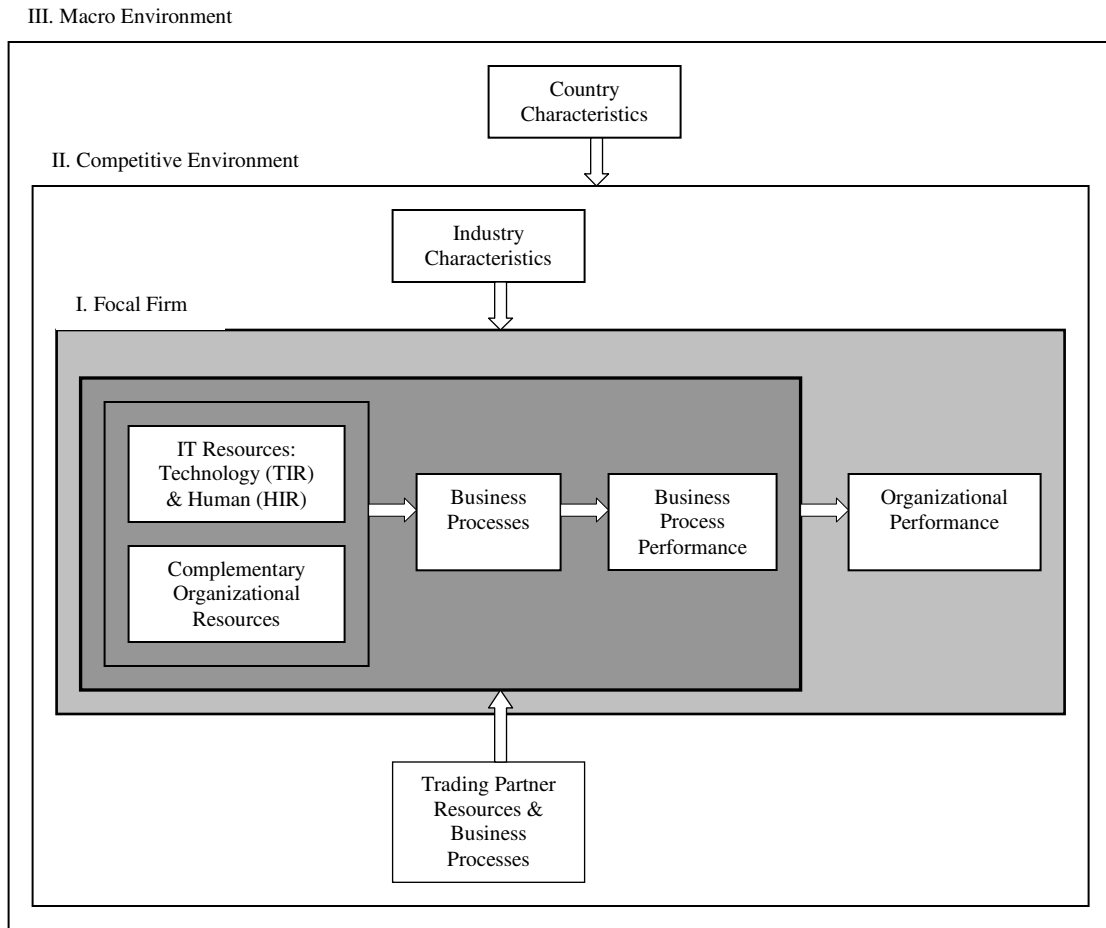 III. Macro Environment
Country
Characteristics
II. Competitive Environment
Industry
Characteristics
I. Focal Firm
IT Resources:
Technology (TIR)
& Human (HIR)
Complementary
Organizational
Resources
Business
Processes
Business
Process
Performance
Organizational
Performance
Trading Partner
Resources &
Business
Processes